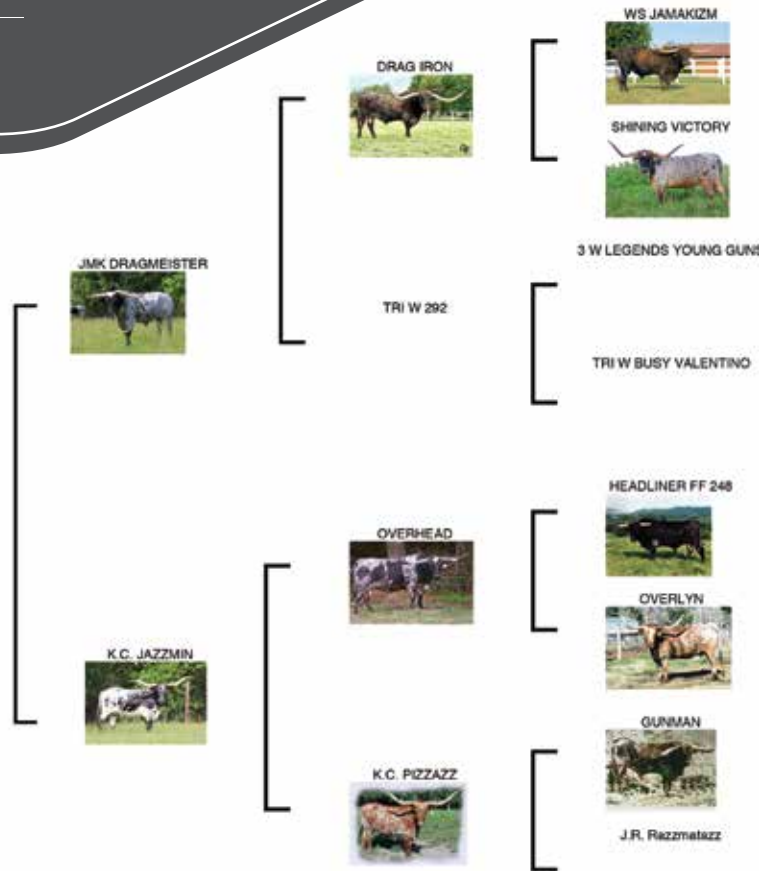 WS JAMAKIZM
DRAG IRON
SHINING VICTORY
3 W LEGENDS YOUNG GUNS
JMK DRAGMEISTER
TRI W 292
TRI W BUSY VALENTINO
HEADLINER FF 248
OVERHEAD
OVERLYN
K.C. JAZZMIN
GUNMAN
K.C. PIZZAZZ
J.R. Razzmatazz